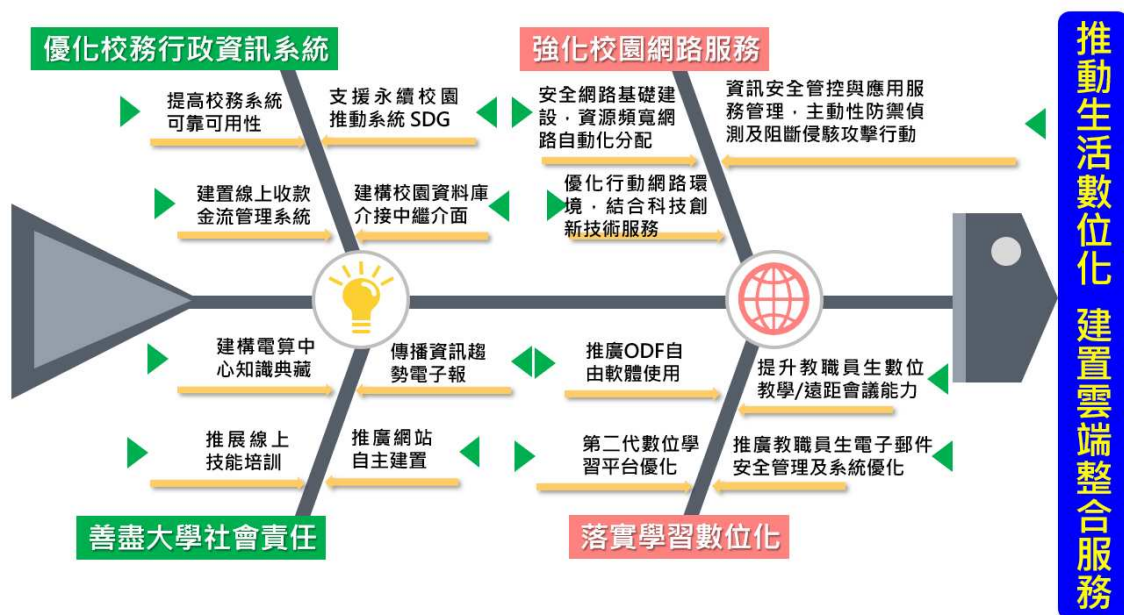 優化校務行政資訊系統
提高校務系統
可靠可用性
支援永續校園
推動系統 SDG
建置線上收款
金流管理系統
建構校園資料庫
介接中繼介面
強化校園網路服務
安全網路基礎建
設，資源頻寬網
路自動化分配
資訊安全管控與應用服
務管理，主動性防禦偵
測及阻斷侵駭攻擊行動
優化行動網路環
境，結合科技創
新技術服務
建構電算中
心知識典藏
傳播資訊趨
勢電子報
推展線上
技能培訓
推廣網站
自主建置
善盡大學社會責任
推廣ODF自
由軟體使用
提升教職員生數位
教學/遠距會議能力
第二代數位學
習平台優化
推廣教職員生電子郵件
安全管理及系統優化
落實學習數位化
推動生活數位化 建置雲端整合服務